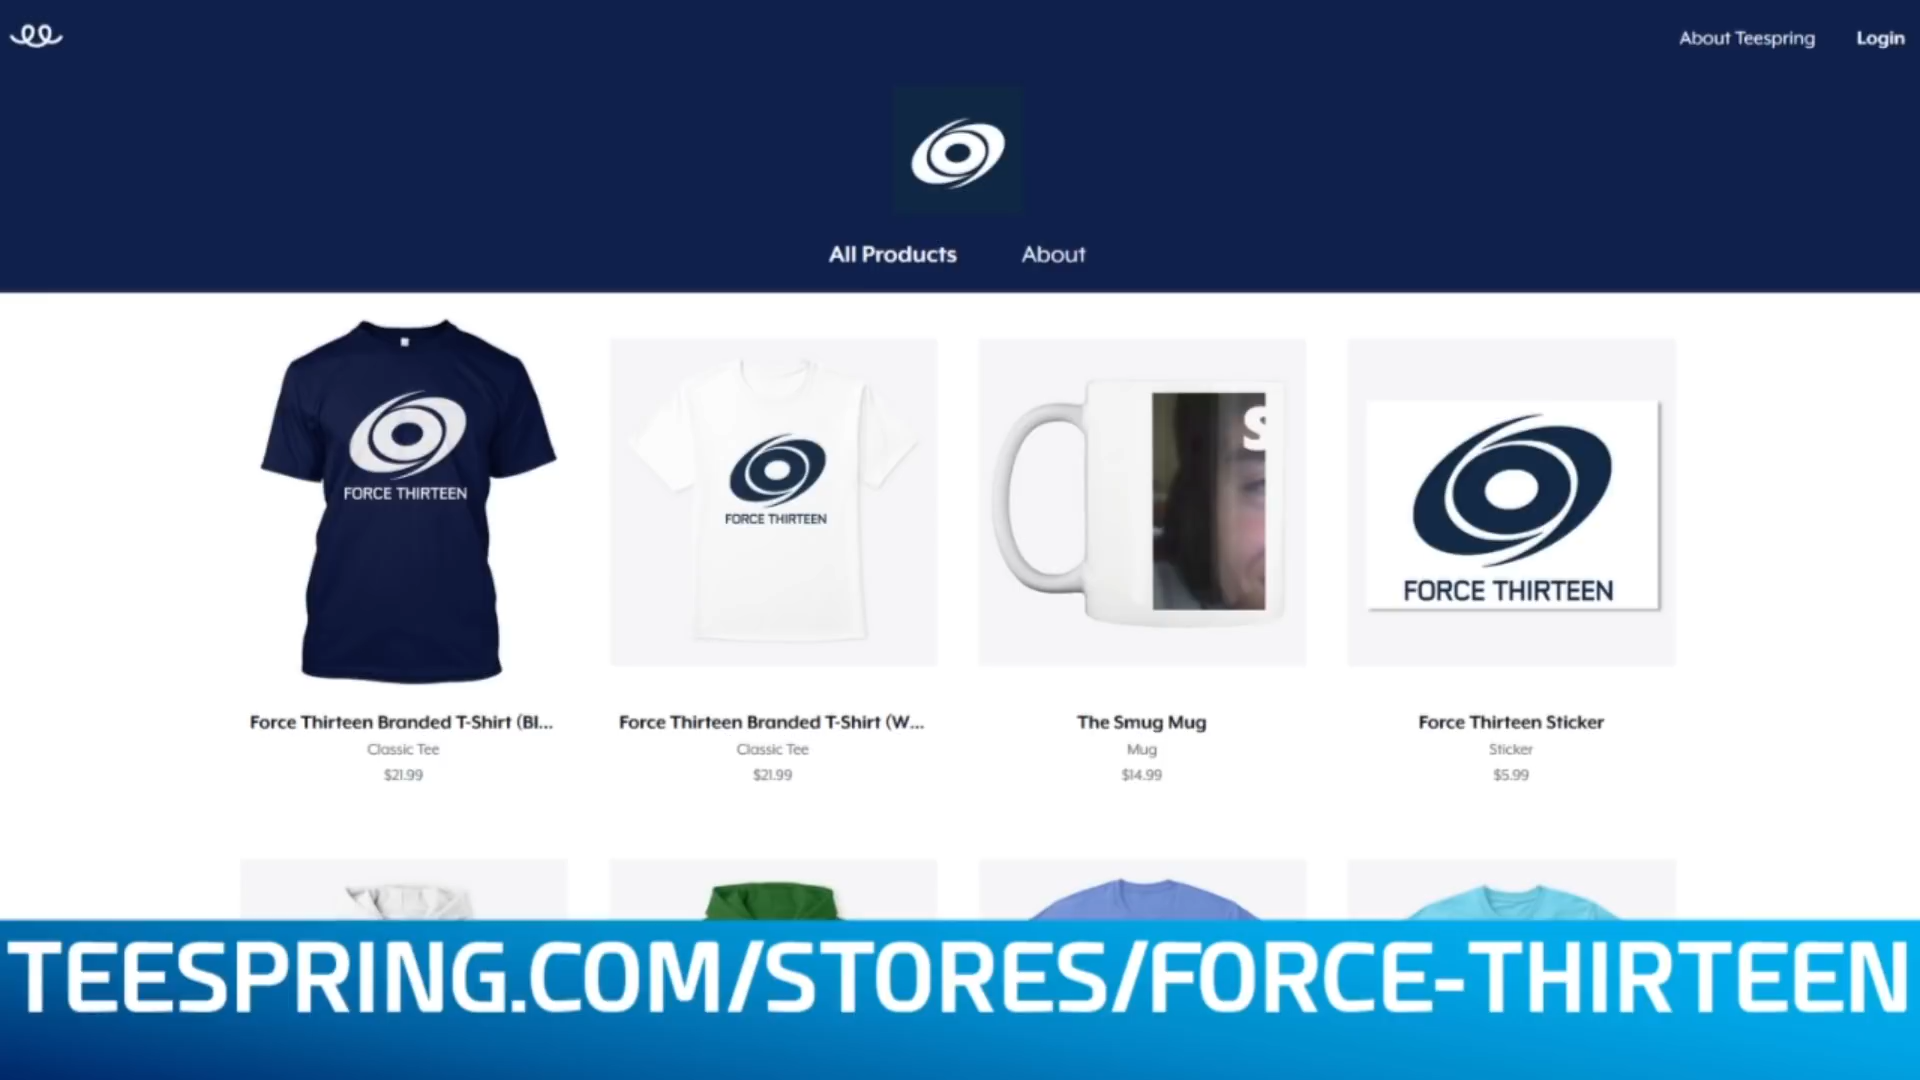 About Teespring Login
All Products About
FORCE THIRTEEN
FORCE THIRTEEN
S
FORCE THIRTEEN
Force Thirteen Branded T-Shirt (Bl...
Force Thirteen Branded T-Shirt (W...
The Smug Mug
Force Thirteen Sticker
Classic Tee
Classic Tee
Mug
Sticker
$21.99
$21.99
$14.99
$5.99
TEESPRING.COM/STORES/FORCE-THIRTEEN